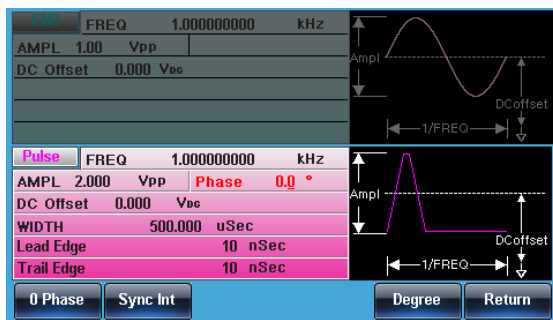 CH2 FREQ 1.000000000 kHz
AMPL 1.00 Vpp
DC Offset 0.000 VDC
Ampl
DCoffset
1/FREQ
Pulse FREQ 1.000000000 kHz
AMPL 2.000 Vpp Phase 0.0 °
DC Offset 0.000 VDC
WIDTH 500.000 uSec
Lead Edge 10 nSec
Trail Edge 10 nSec
Ampl
DCoffset
1/FREQ
0 Phase Sync Int Degree Return